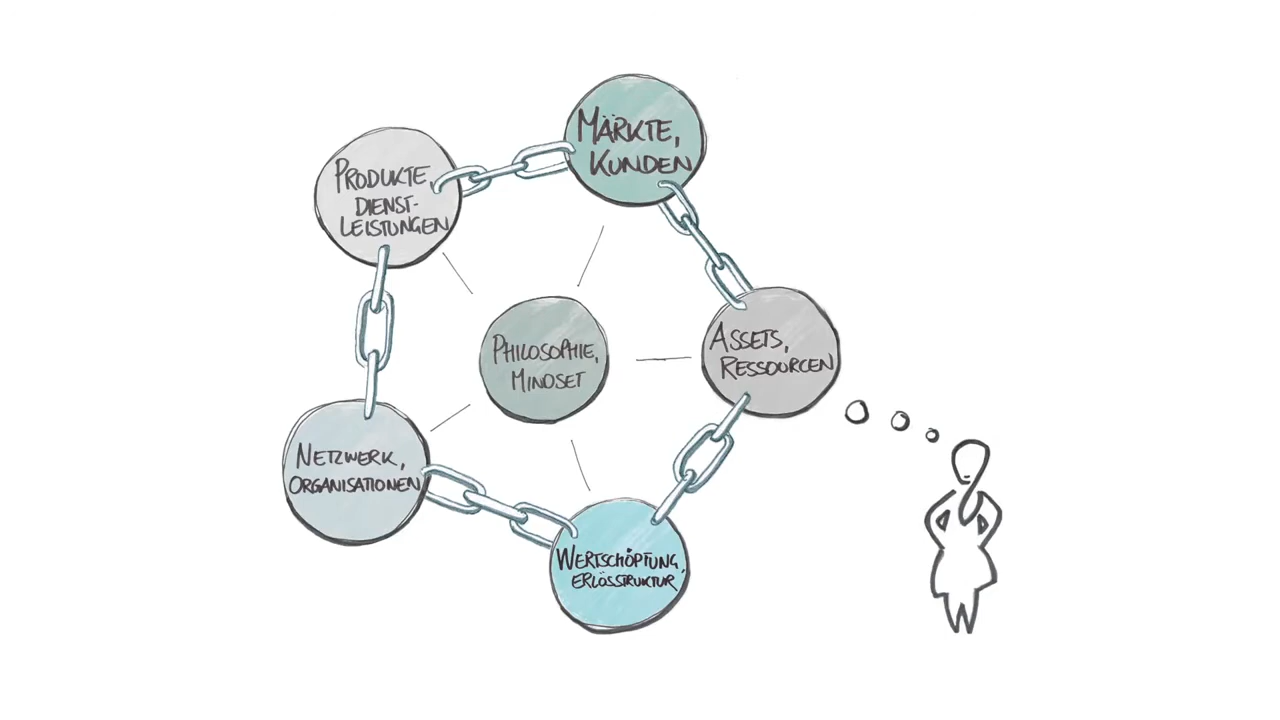 MÄRKTE,
KUNDEN
PRODUKTE,
DIENST-
LEISTUNGEN
ASSETS,
RESSOURCEN
PHILOSOPHIE,
MINDSET
NETZWERK,
ORGANISATIONEN
WERTSCHÖPFUNG,
ERLÖSSTRUKTUR